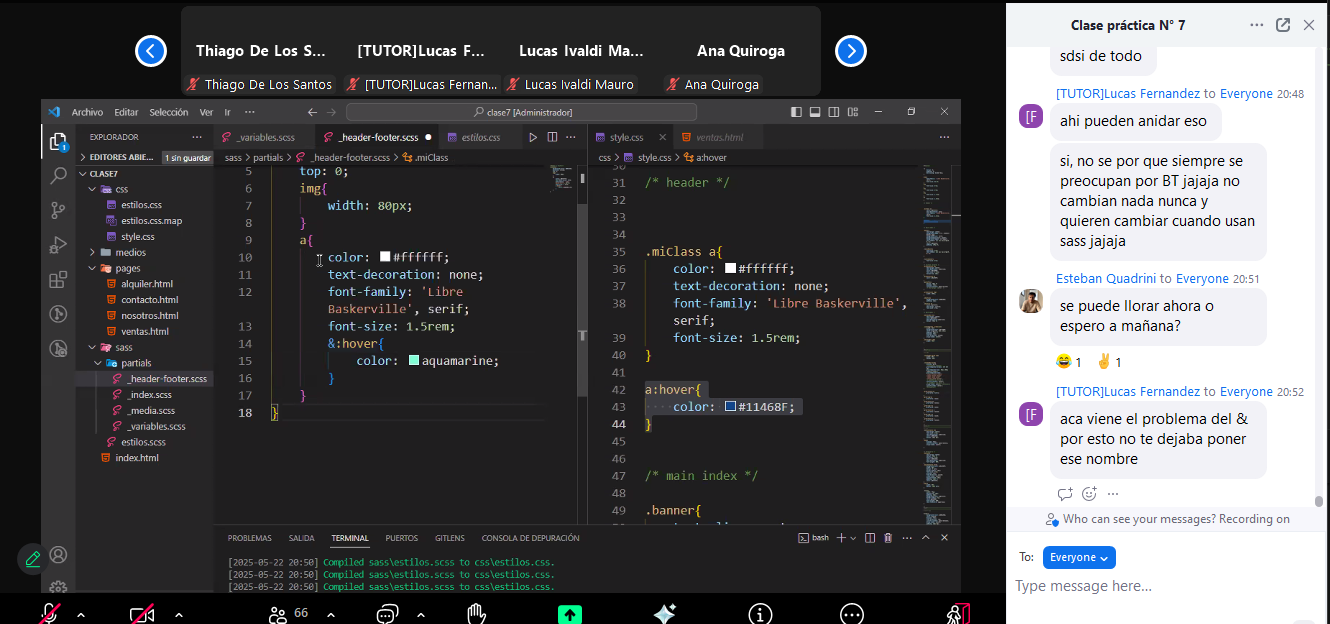 Thiago De Los S...
[TUTOR]Lucas F...
Lucas Ivaldi Ma...
Ana Quiroga
Thiago De Los Santos
[TUTOR]Lucas Fernan...
Lucas Ivaldi Mauro
Ana Quiroga
Archivo Editar Selección Ver Ir ...
clase7 [Administrador]
EXPLORADOR ...
EDITORES ABIE... 1 sin guardar
CLASE7
css
estilos.css
estilos.css.map
style.css
medios
pages
alquiler.html
contacto.html
nosotros.html
ventas.html
sass
partials
_header-footer.scss
_index.scss
_media.scss
_variables.scss
estilos.scss
index.html
1
_variables.scss
_header-footer.scss
estilos.css
sass > partials > _header-footer.scss > .miClass
5 top: 0;
6 img{
7 width: 80px;
8 }
9 a{
10 color: #ffffff;
11 text-decoration: none;
12 font-family: 'Libre
Baskerville', serif;
13 font-size: 1.5rem;
14 &:hover{
15 color: aquamarine;
16 }
17 }
18 }
style.css
ventas.html
css > style.css > a:hover
30
31 /* header */
32
33
34
35 .miClass a{
36 color: #ffffff;
37 text-decoration: none;
38 font-family: 'Libre Baskerville',
serif;
39 font-size: 1.5rem;
40 }
41
42 a:hover{
43 color: #11468F;
44 }
45
46
47 /* main index */
48
49 .banner{
PROBLEMAS SALIDA TERMINAL PUERTOS GITLENS CONSOLA DE DEPURACIÓN
bash
[2025-05-22 20:50] Compiled sass\estilos.scss to css\estilos.css.
[2025-05-22 20:50] Compiled sass\estilos.scss to css\estilos.css.
[2025-05-22 20:50] Compiled sass\estilos.scss to css\estilos.css.
66
Clase práctica N° 7
sdsi de todo
[TUTOR]Lucas Fernandez to Everyone 20:48
[F
ahi pueden anidar eso
si, no se por que siempre se
preocupan por BT jajaja no
cambian nada nunca y
quieren cambiar cuando usan
sass jajaja
Esteban Quadrini to Everyone 20:51
se puede llorar ahora o
espero a mañana?
😂 1 ✌ 1
[TUTOR]Lucas Fernandez to Everyone 20:52
[F
aca viene el problema del &
por esto no te dejaba poner
ese nombre
Who can see your messages? Recording on
To: Everyone
Type message here...